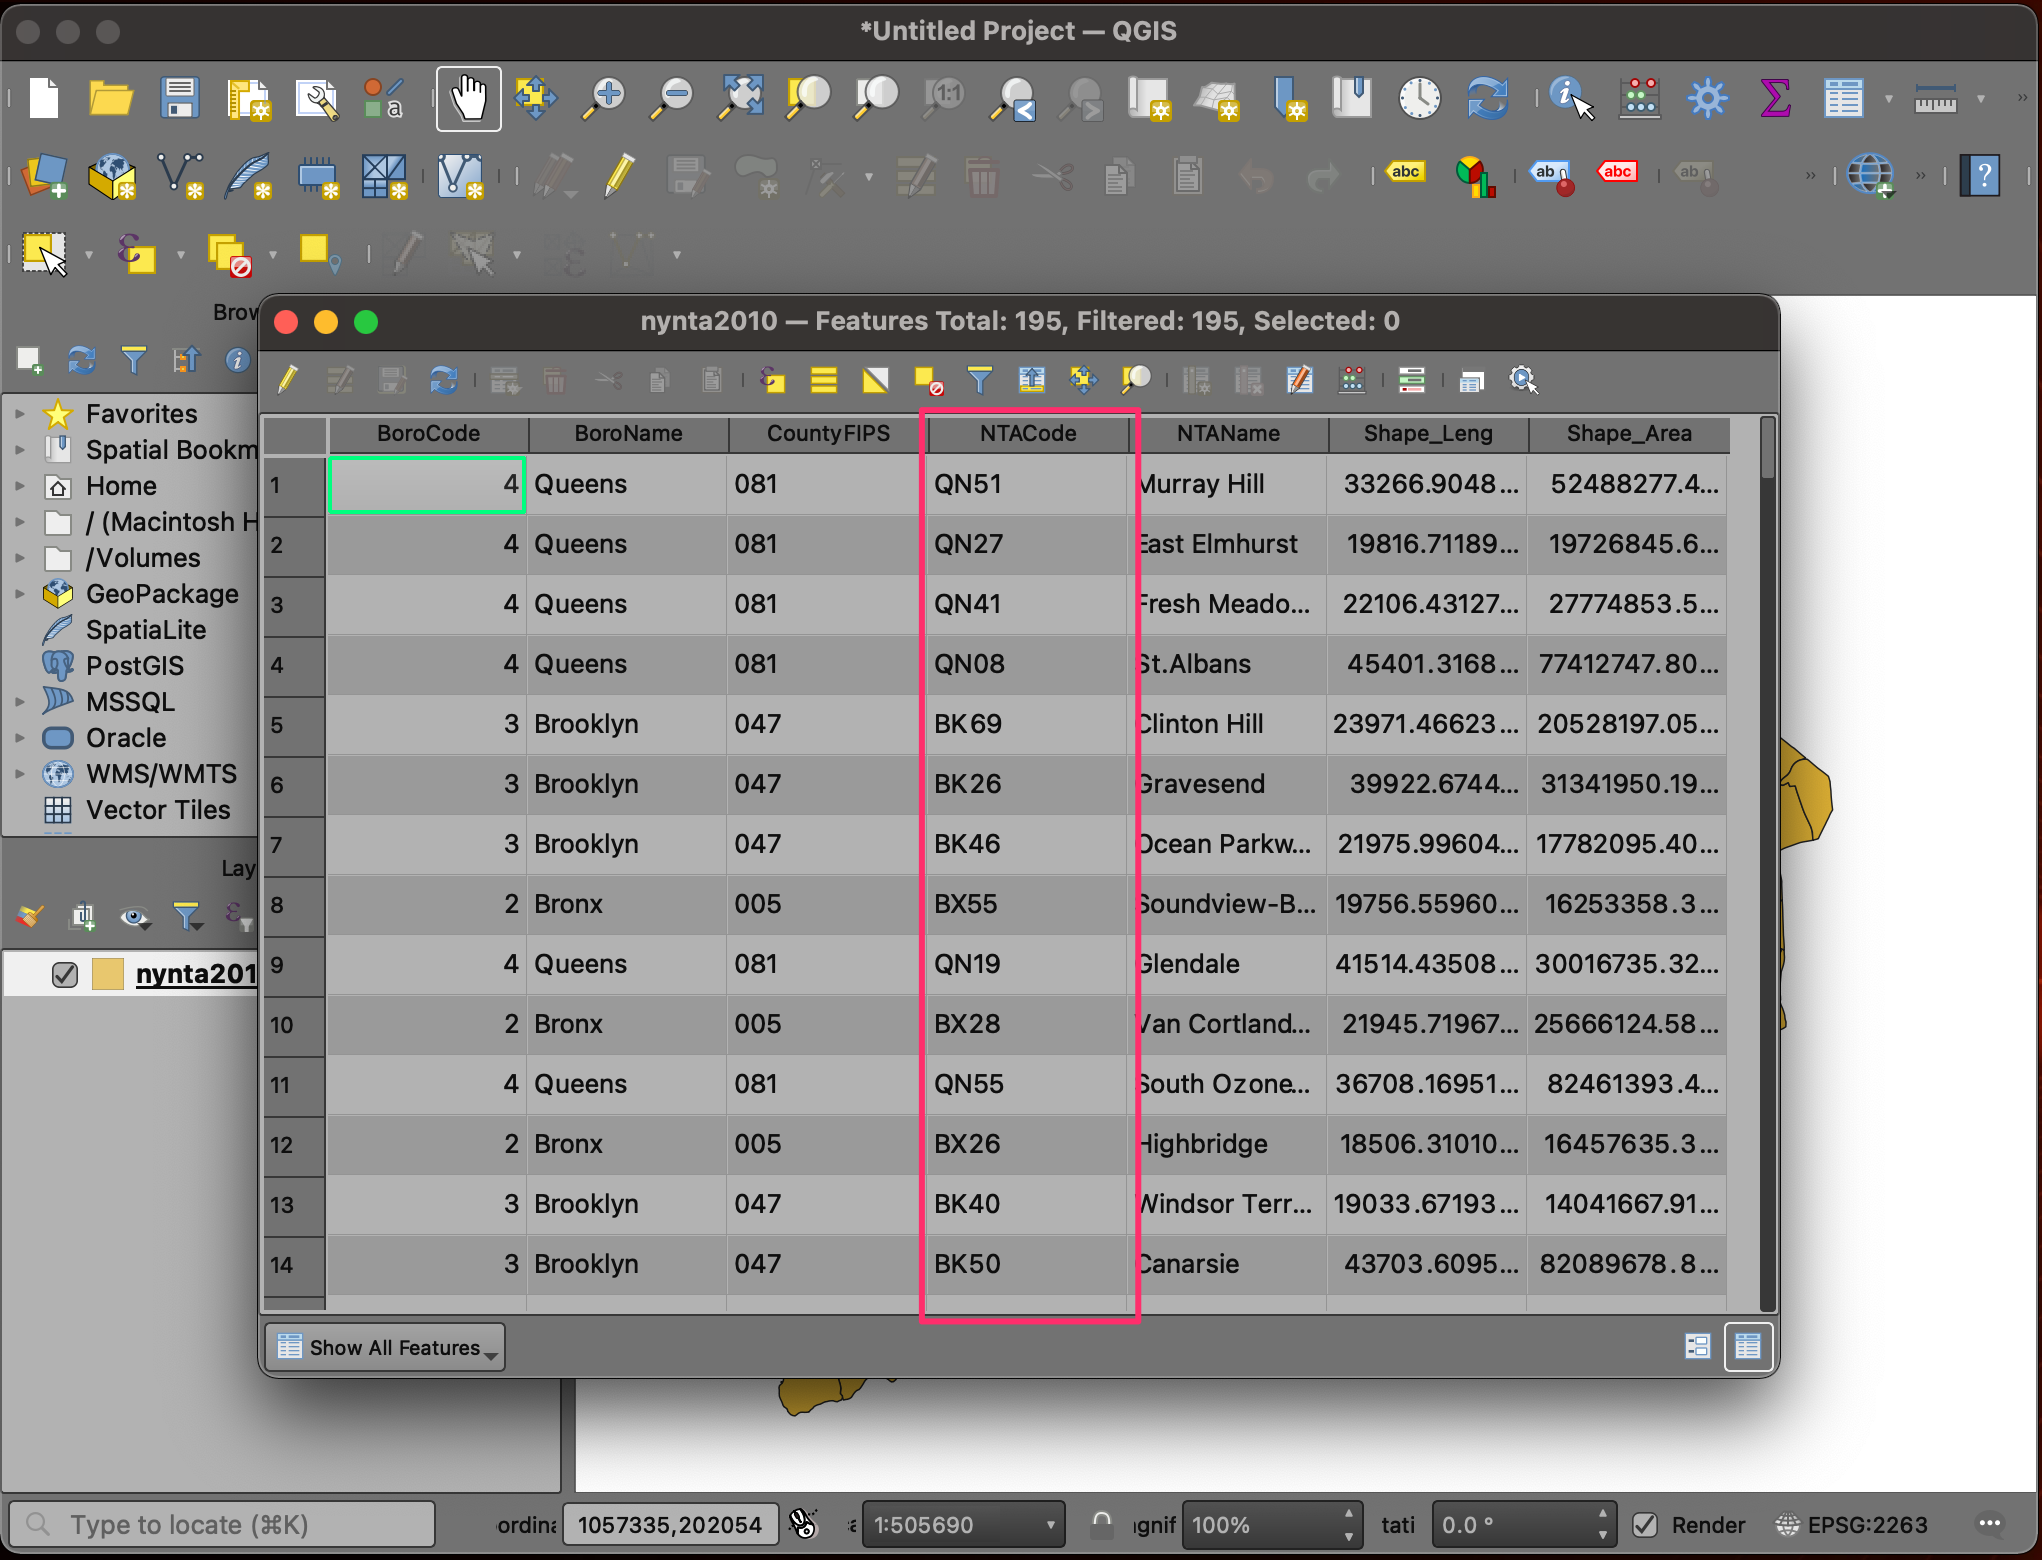 *Untitled Project — QGIS
1:1
a
abc
ab
abc
ab
?
Brow
nynta2010 — Features Total: 195, Filtered: 195, Selected: 0
Favorites
Spatial Bookm
Home
/ (Macintosh H
/Volumes
GeoPackage
SpatiaLite
PostGIS
MSSQL
Oracle
WMS/WMTS
Vector Tiles
Lay
nynta201
BoroCode BoroName CountyFIPS NTACode NTAName Shape_Leng Shape_Area
1 4 Queens 081 QN51 Murray Hill 33266.9048... 52488277.4...
2 4 Queens 081 QN27 East Elmhurst 19816.71189... 19726845.6...
3 4 Queens 081 QN41 Fresh Meado... 22106.43127... 27774853.5...
4 4 Queens 081 QN08 St.Albans 45401.3168... 77412747.80...
5 3 Brooklyn 047 BK69 Clinton Hill 23971.46623... 20528197.05...
6 3 Brooklyn 047 BK26 Gravesend 39922.6744... 31341950.19...
7 3 Brooklyn 047 BK46 Ocean Parkw... 21975.99604... 17782095.40...
8 2 Bronx 005 BX55 Soundview-B... 19756.55960... 16253358.3...
9 4 Queens 081 QN19 Glendale 41514.43508... 30016735.32...
10 2 Bronx 005 BX28 Van Cortland... 21945.71967... 25666124.58...
11 4 Queens 081 QN55 South Ozone... 36708.16951... 82461393.4...
12 2 Bronx 005 BX26 Highbridge 18506.31010... 16457635.3...
13 3 Brooklyn 047 BK40 Windsor Terr... 19033.67193... 14041667.91...
14 3 Brooklyn 047 BK50 Canarsie 43703.6095... 82089678.8...
Show All Features
Type to locate (⌘K) ordina 1057335,202054 1:505690 agnif 100% tati 0.0 ° Render EPSG:2263